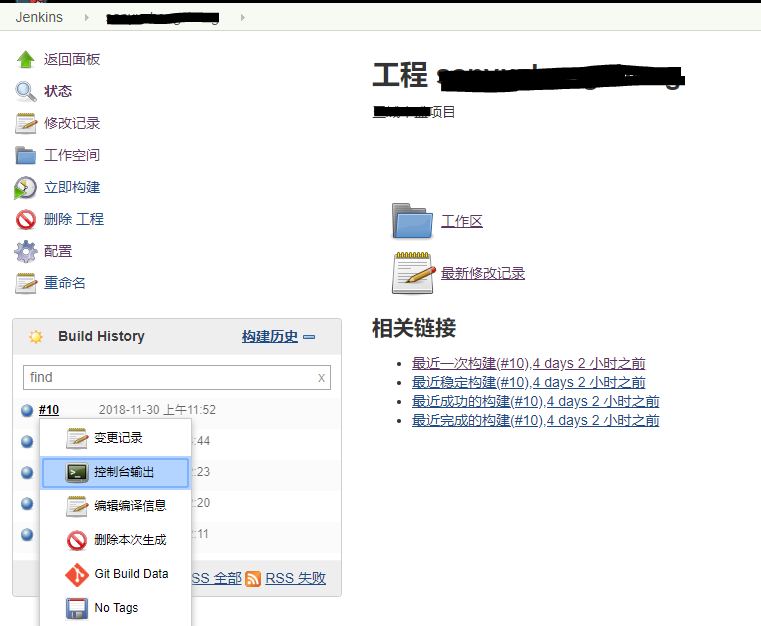 Jenkins
返回面板
状态
修改记录
工作空间
立即构建
删除 工程
配置
重命名
Build History
构建历史
find
x
#10
2018-11-30 上午11:52
变更记录
:44
控制台输出
:23
编辑编译信息
:20
删除本次生成
:11
Git Build Data
SS 全部
RSS 失败
No Tags
工程
项目
工作区
最新修改记录
相关链接
最近一次构建(#10),4 days 2 小时之前
最近稳定构建(#10),4 days 2 小时之前
最近成功的构建(#10),4 days 2 小时之前
最近完成的构建(#10),4 days 2 小时之前